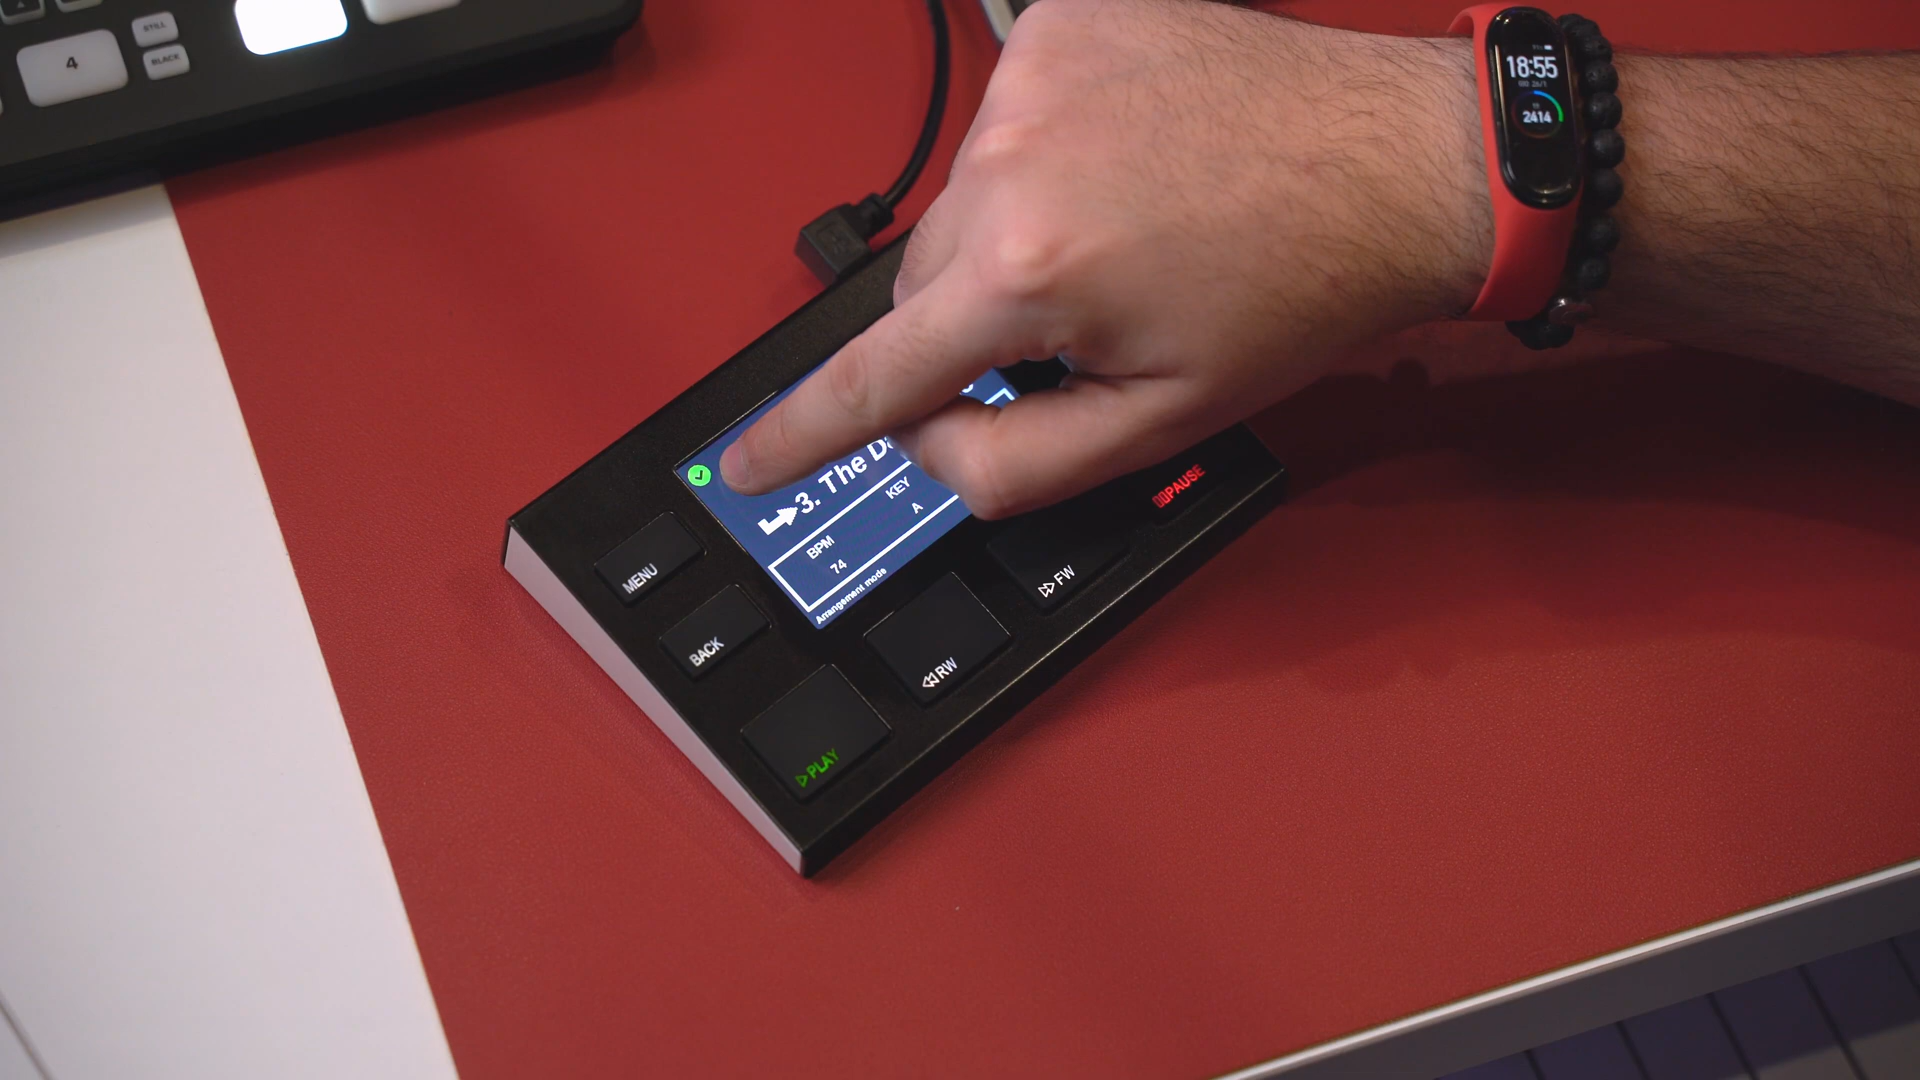 4
STILL
BLACK
18:55
2414
3. The D
BPM
KEY
74
A
Arrangement mode
MENU
BACK
PLAY
RW
FW
PAUSE